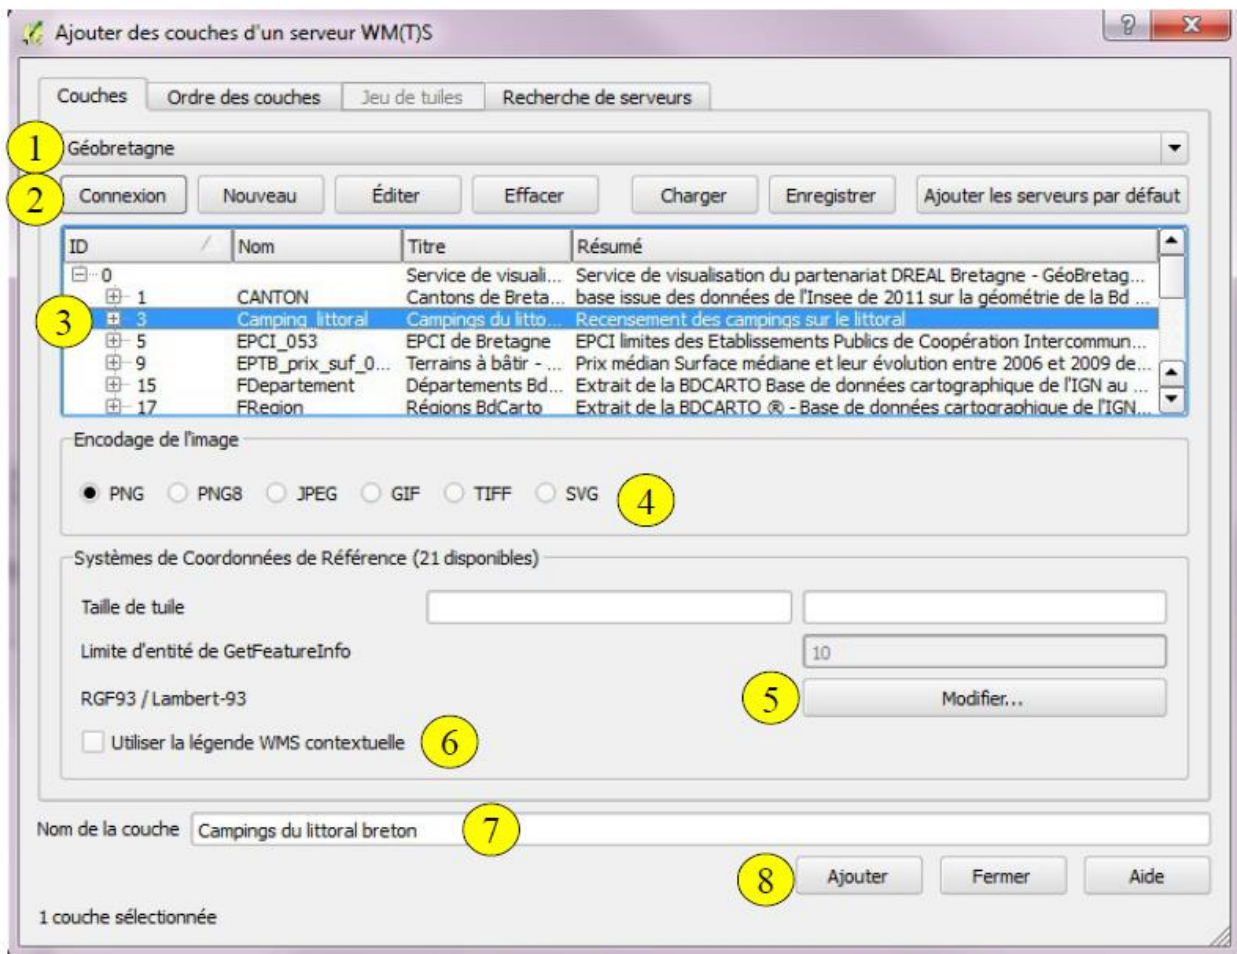 Ajouter des couches d'un serveur WM(T)S
Couches Ordre des couches Jeu de tuiles Recherche de serveurs
1 Géobretagne
2 Connexion Nouveau Éditer Effacer Charger Enregistrer Ajouter les serveurs par défaut
ID Nom Titre Résumé
0 Service de visuali... Service de visualisation du partenariat DREAL Bretagne - GéoBretag...
1 CANTON Cantons de Breta... base issue des données de l'Insee de 2011 sur la géométrie de la Bd ...
3 3 Camping_littoral Campings du litto... Recensement des campings sur le littoral
5 EPCI_053 EPCI de Bretagne EPCI limites des Etablissements Publics de Coopération Intercommun...
9 EPTB_prix_suf_0... Terrains à bâtir - ... Prix médian Surface médiane et leur évolution entre 2006 et 2009 de...
15 FDepartement Départements Bd... Extrait de la BDCARTO Base de données cartographique de l'IGN au ...
17 FRegion Régions BdCarto Extrait de la BDCARTO ® - Base de données cartographique de l'IGN...
Encodage de l'image
PNG PNG8 JPEG GIF TIFF SVG 4
Systèmes de Coordonnées de Référence (21 disponibles)
Taille de tuile
Limite d'entité de GetFeatureInfo 10
RGF93 / Lambert-93 5 Modifier...
Utiliser la légende WMS contextuelle 6
Nom de la couche Campings du littoral breton 7
8 Ajouter Fermer Aide
1 couche sélectionnée